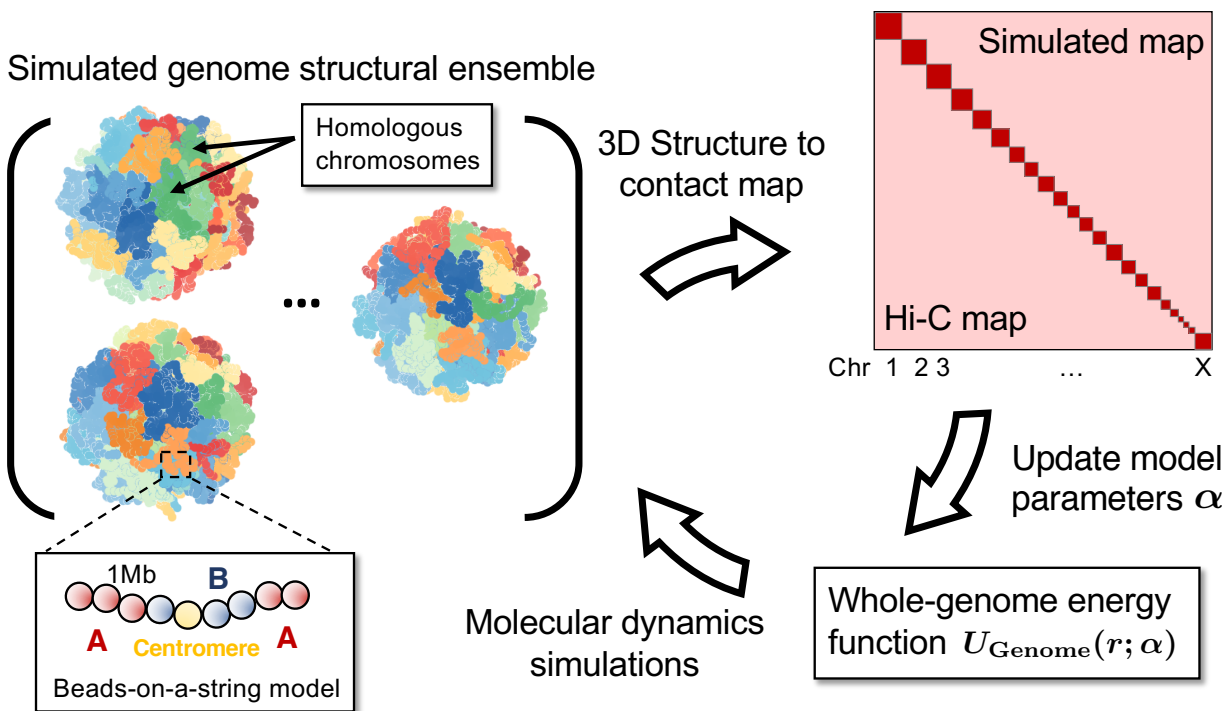 Simulated genome structural ensemble
Homologous
chromosomes
...
1Mb
B
A
Centromere
A
Beads-on-a-string model
3D Structure to
contact map
Simulated map
Hi-C map
Chr 1 2 3 ... X
Update model
parameters α
Whole-genome energy
function U_Genome(r; α)
Molecular dynamics
simulations